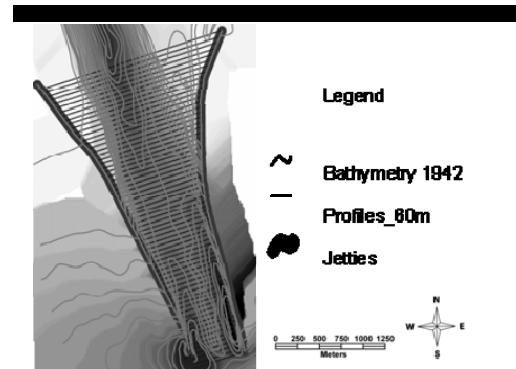 Legend
Bathymetry 1942
Profiles_60m
Jetties
N
W E
S
0 250 500 750 1000 1250
Meters